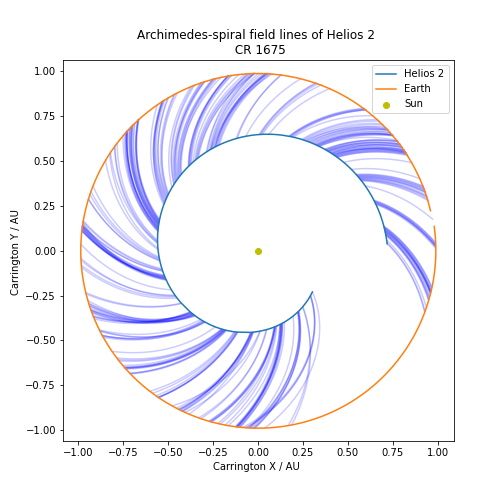 Archimedes-spiral field lines of Helios 2
CR 1675
Helios 2
Earth
Sun
1.00
0.75
0.50
0.25
0.00
−0.25
−0.50
−0.75
−1.00
Carrington Y / AU
−1.00
−0.75
−0.50
−0.25
0.00
0.25
0.50
0.75
1.00
Carrington X / AU